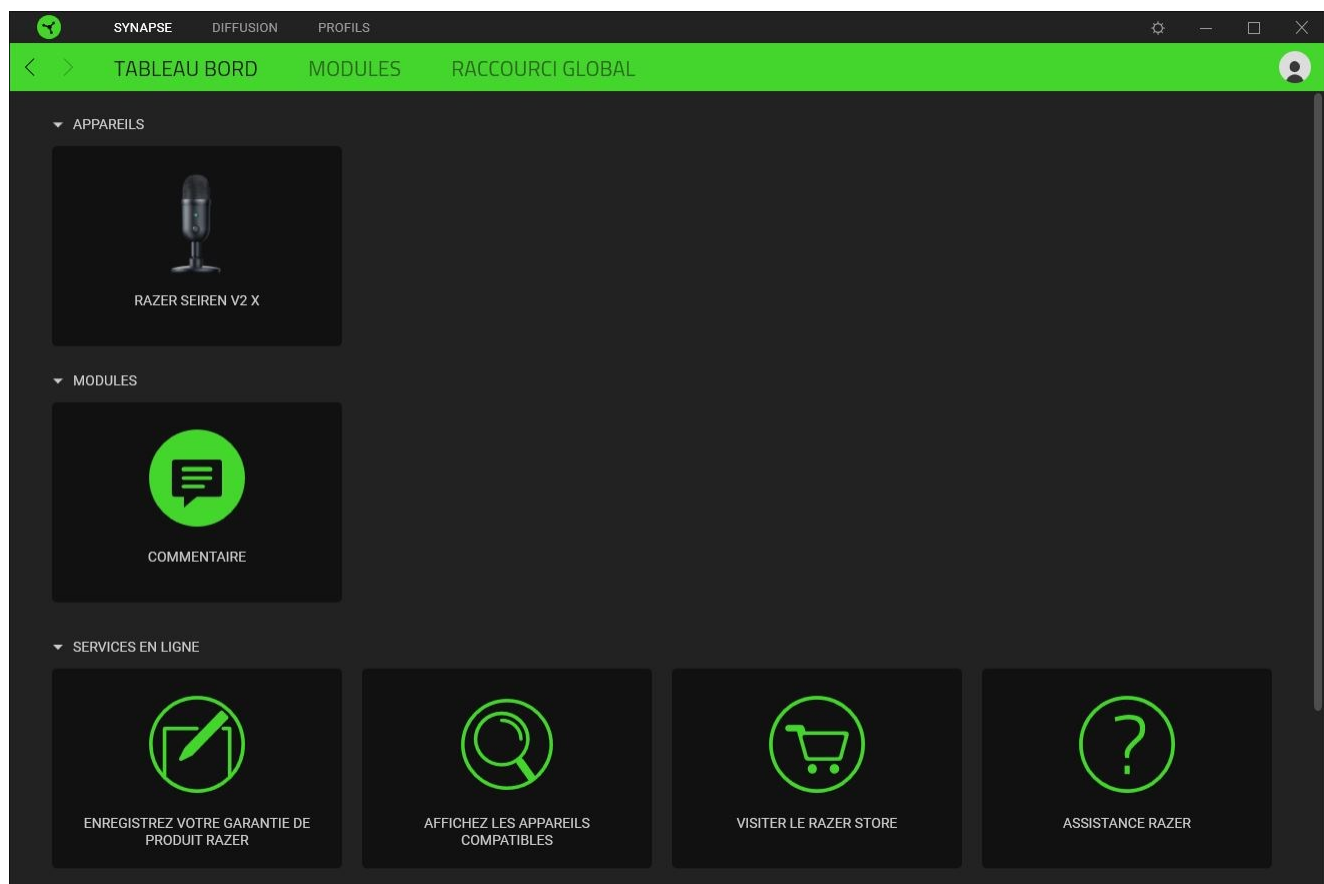 SYNAPSE DIFFUSION PROFILS
TABLEAU BORD MODULES RACCOURCI GLOBAL
APPAREILS
RAZER SEIREN V2 X
MODULES
COMMENTAIRE
SERVICES EN LIGNE
ENREGISTREZ VOTRE GARANTIE DE
PRODUIT RAZER
AFFICHEZ LES APPAREILS
COMPATIBLES
VISITER LE RAZER STORE
ASSISTANCE RAZER